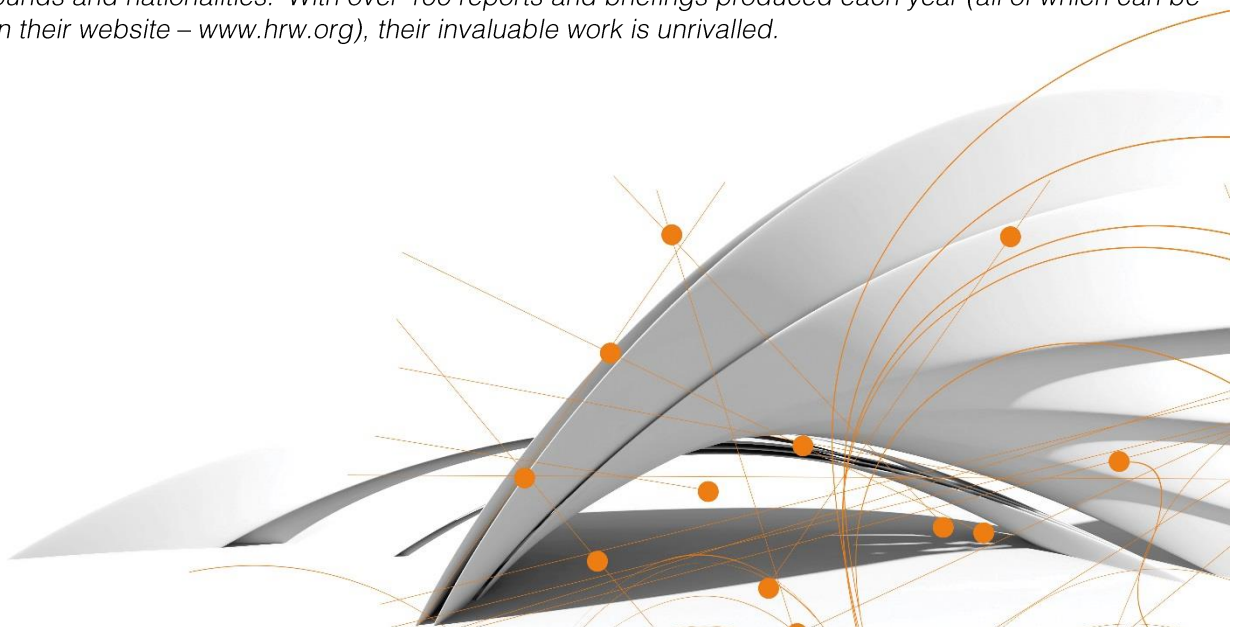 and nationalities. With over 100 reports and briefings produced each year (all of which can be
their website – www.hrw.org), their invaluable work is unrivalled.